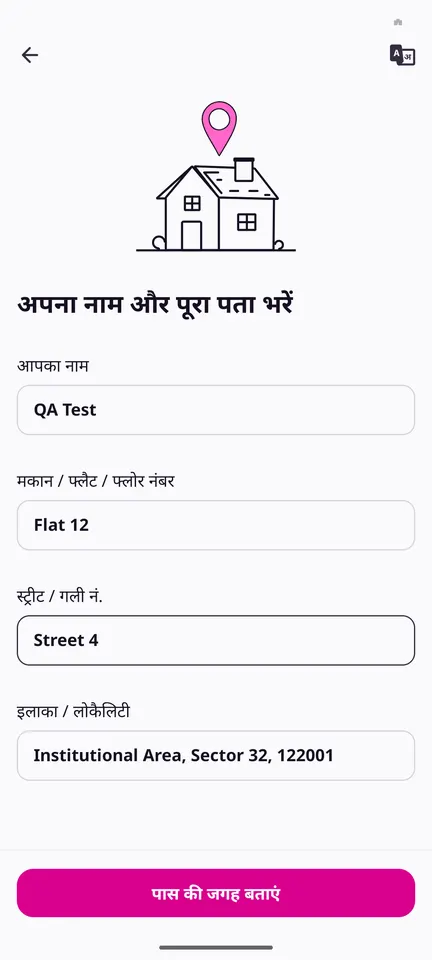 A अ
अपना नाम और पूरा पता भरें
आपका नाम
QA Test
मकान / फ्लैट / फ्लोर नंबर
Flat 12
स्ट्रीट / गली नं.
Street 4
इलाका / लोकैलिटी
Institutional Area, Sector 32, 122001
पास की जगह बताएं